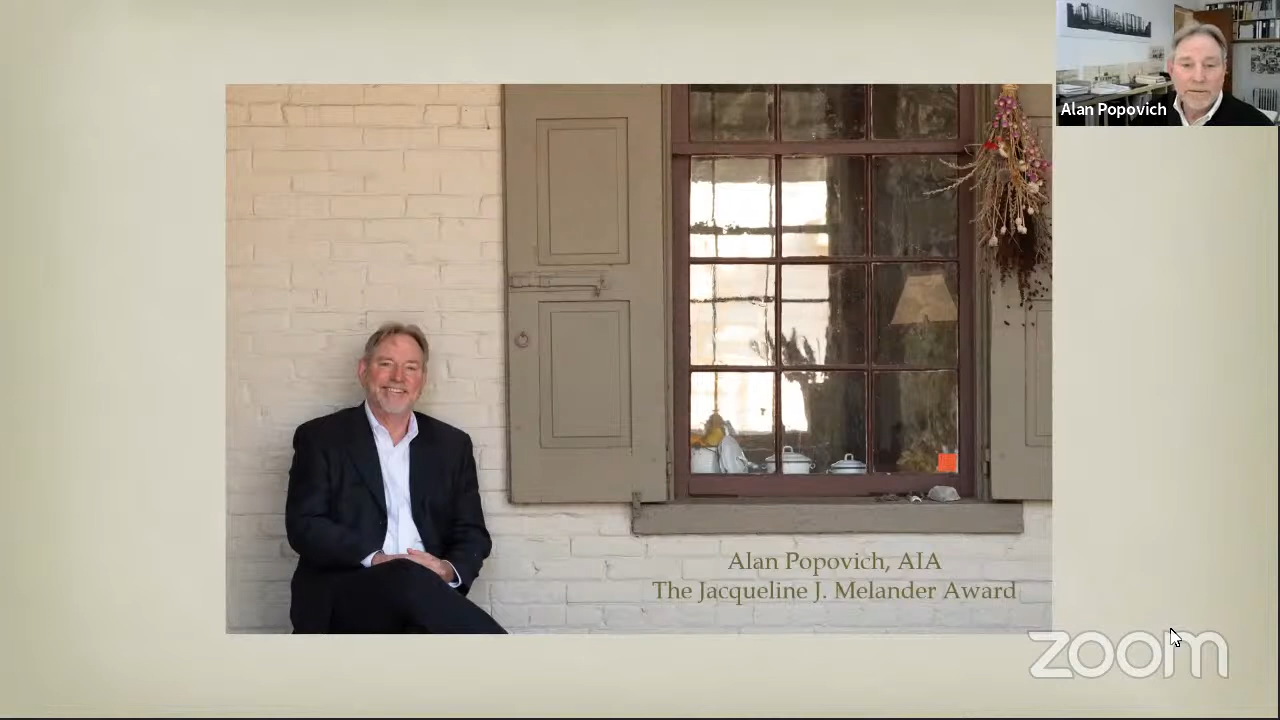 Alan Popovich
Alan Popovich, AIA
The Jacqueline J. Melander Award
zoom